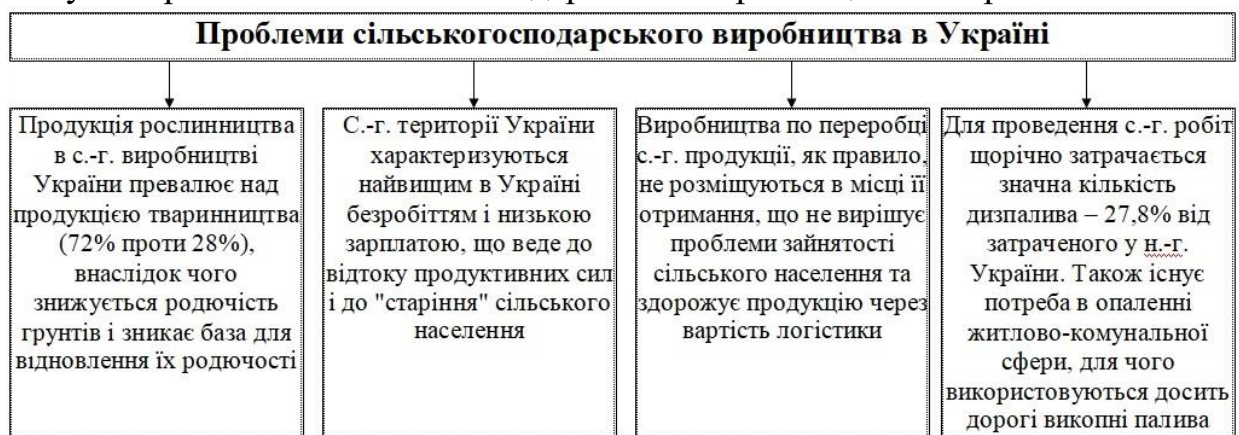 Проблеми сільськогосподарського виробництва в Україні
Продукція рослинництва
в с.-г. виробництві
України превалює над
продукцією тваринництва
(72% проти 28%),
внаслідок чого
знижується родючість
грунтів і зникає база для
відновлення їх родючості
С.-г. території України
характеризуються
найвищим в Україні
безробіттям і низькою
зарплатою, що веде до
відтоку продуктивних сил
і до "старіння" сільського
населення
Виробництва по переробці
с.-г. продукції, як правило,
не розміщуються в місці її
отримання, що не вирішує
проблеми зайнятості
сільського населення та
здорожує продукцію через
вартість логістики
Для проведення с.-г. робіт
щорічно затрачається
значна кількість
дизпалива – 27,8% від
затраченого у н.-г.
України. Також існує
потреба в опаленні
житлово-комунальної
сфери, для чого
використовуються досить
дорогі викопні палива